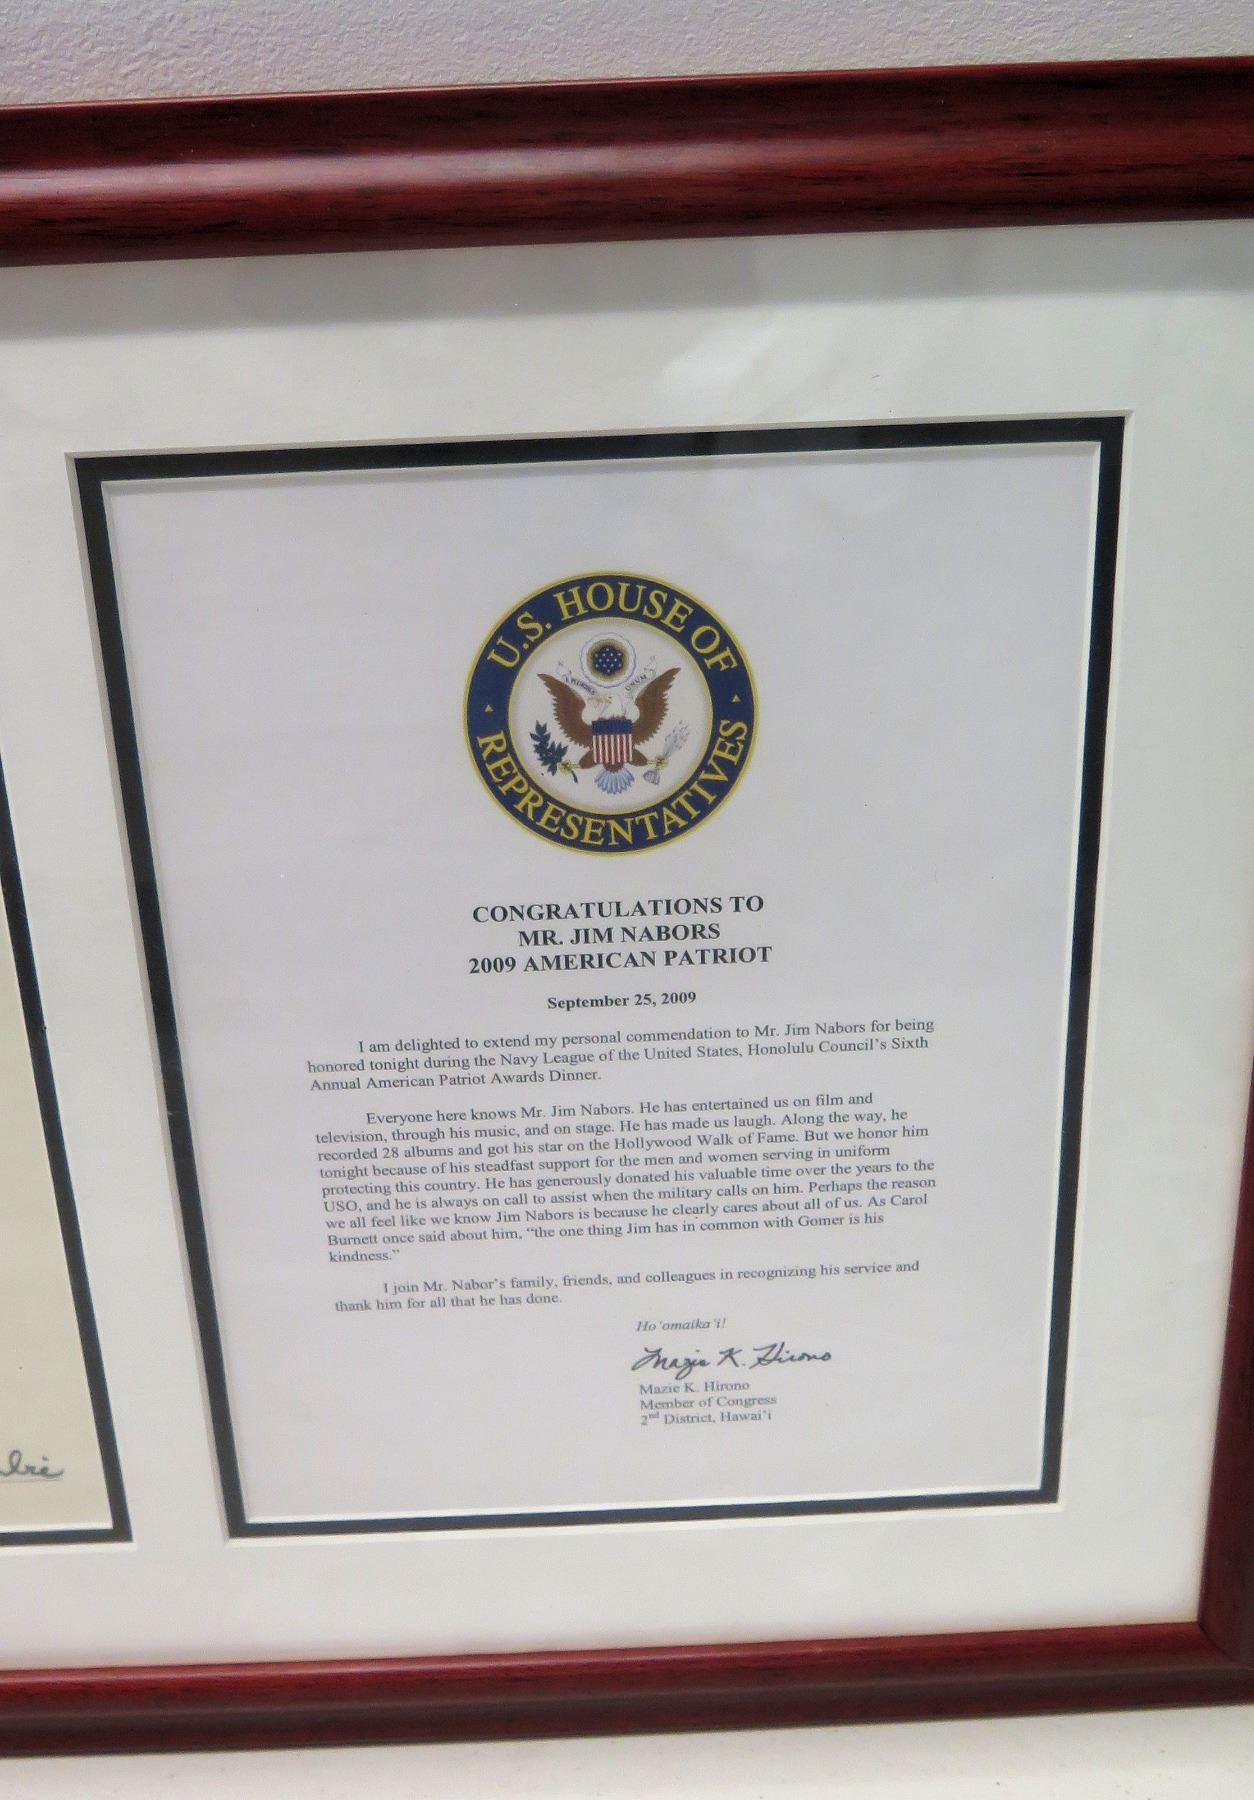 U.S. HOUSE OF
REPRESENTATIVES
PLURIBUS UNUM
CONGRATULATIONS TO
MR. JIM NABORS
2009 AMERICAN PATRIOT
September 25, 2009
I am delighted to extend my personal commendation to Mr. Jim Nabors for being
honored tonight during the Navy League of the United States, Honolulu Council's Sixth
Annual American Patriot Awards Dinner.
Everyone here knows Mr. Jim Nabors. He has entertained us on film and
television, through his music, and on stage. He has made us laugh. Along the way, he
recorded 28 albums and got his star on the Hollywood Walk of Fame. But we honor him
tonight because of his steadfast support for the men and women serving in uniform
protecting this country. He has generously donated his valuable time over the years to the
USO, and he is always on call to assist when the military calls on him. Perhaps the reason
we all feel like we know Jim Nabors is because he clearly cares about all of us. As Carol
Burnett once said about him, "the one thing Jim has in common with Gomer is his
kindness."
I join Mr. Nabor's family, friends, and colleagues in recognizing his service and
thank him for all that he has done.
Ho'omaika'i!
Mazie K. Hirono
Mazie K. Hirono
Member of Congress
2nd District, Hawai'i